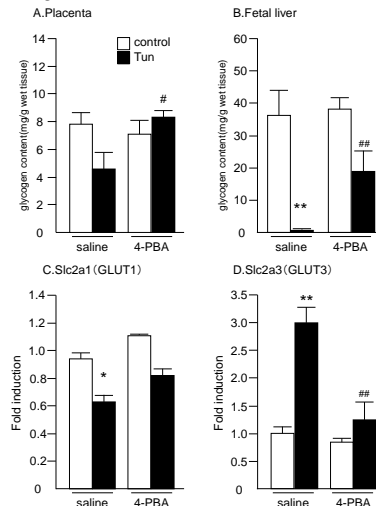 A.Placenta
glycogen content(mg/g wet tissue)
14
12
10
8
6
4
2
0
control
Tun
#
saline
4-PBA
B.Fetal liver
glycogen content(mg/g wet tissue)
60
50
40
30
20
10
0
**
##
saline
4-PBA
C.Slc2a1(GLUT1)
Fold induction
1.4
1.2
1.0
0.8
0.6
0.4
0.2
0
*
saline
4-PBA
D.Slc2a3(GLUT3)
Fold induction
3.5
3.0
2.5
2.0
1.5
1.0
0.5
0
**
##
saline
4-PBA